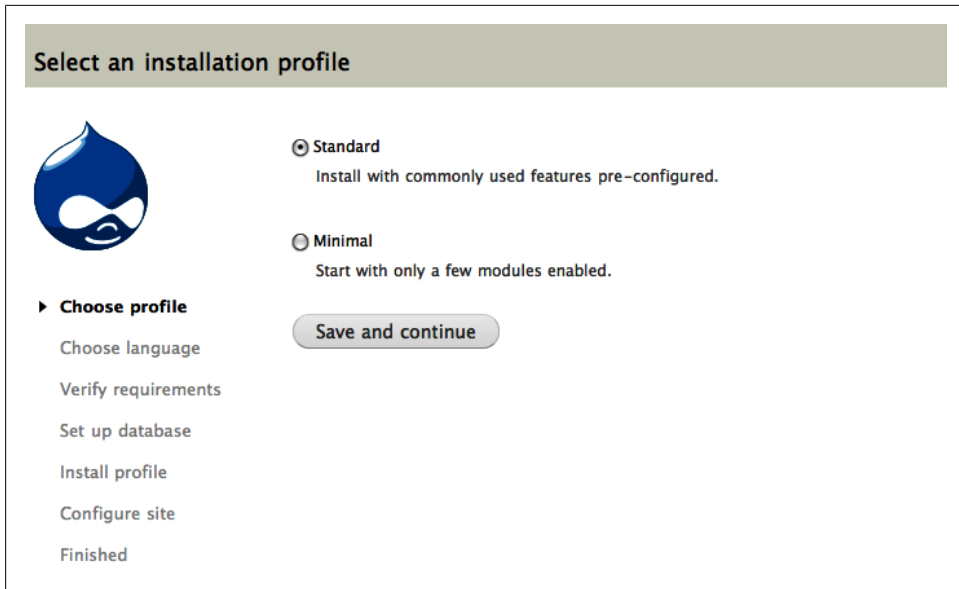 Select an installation profile
Standard
Install with commonly used features pre-configured.
Minimal
Start with only a few modules enabled.
Save and continue
Choose profile
Choose language
Verify requirements
Set up database
Install profile
Configure site
Finished